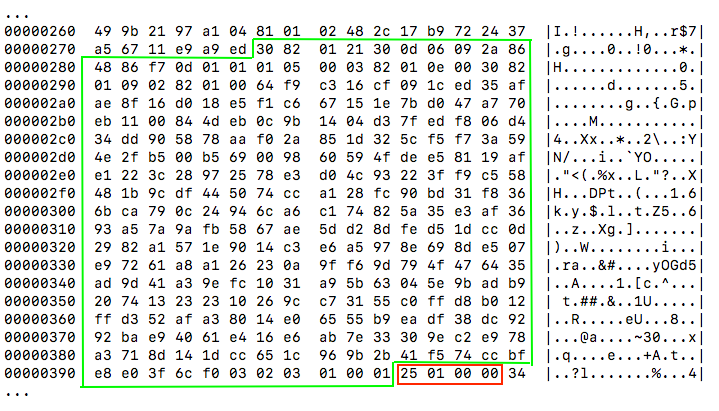 ...
00000260 49 9b 21 97 a1 04 81 01 02 48 2c 17 b9 72 24 37 |I.!......H,..r$7|
00000270 a5 67 11 e9 a9 ed 30 82 01 21 30 0d 06 09 2a 86 |.g....0..!0...*.|
00000280 48 86 f7 0d 01 01 01 05 00 03 82 01 0e 00 30 82 |H.............0.|
00000290 01 09 02 82 01 00 64 f9 c3 16 cf 09 1c ed 35 af |......d.......5.|
000002a0 ae 8f 16 d0 18 e5 f1 c6 67 15 1e 7b d0 47 a7 70 |........g..{.G.p|
000002b0 eb 11 00 84 4d eb 0c 9b 14 04 d3 7f ed f8 06 d4 |....M...........|
000002c0 34 dd 90 58 78 aa f0 2a 85 1d 32 5c f5 f7 3a 59 |4..Xx..*..2\..:Y|
000002d0 4e 2f b5 00 b5 69 00 98 60 59 4f de e5 81 19 af |N/...i..`YO.....|
000002e0 e1 22 3c 28 97 25 78 e3 d0 4c 93 22 3f f9 c5 58 |."<(.%x..L."?..X|
000002f0 48 1b 9c df 44 50 74 cc a1 28 fc 90 bd 31 f8 36 |H...DPt..(...1.6|
00000300 6b ca 79 0c 24 94 6c a6 c1 74 82 5a 35 e3 af 36 |k.y.$.l..t.Z5..6|
00000310 93 a5 7a 9a fb 58 67 ae 5d d2 8d fe d5 1d cc 0d |..z..Xg.].......|
00000320 29 82 a1 57 1e 90 14 c3 e6 a5 97 8e 69 8d e5 07 |)..W........i...|
00000330 e9 72 61 a8 a1 26 23 0a 9f f6 9d 79 4f 47 64 35 |.ra..&#....yOGd5|
00000340 ad 9d 41 a3 9e fc 10 31 a9 5b 63 04 5e 9b ad b9 |..A....1.[c.^...|
00000350 20 74 13 23 23 10 26 9c c7 31 55 c0 ff d8 b0 12 | t.##.&..1U.....|
00000360 ff d3 52 af a3 80 14 e0 65 55 b9 ea df 38 dc 92 |..R.....eU...8..|
00000370 92 ba e9 40 61 e4 16 e6 ab 7e 33 30 9e c2 e9 78 |...@a....~30...x|
00000380 a3 71 8d 14 1d cc 65 1c 96 9b 2b 41 f5 74 cc bf |.q....e...+A.t..|
00000390 e8 e0 3f 6c f0 03 02 03 01 00 01 25 01 00 00 34 |..?l.......%...4|
...